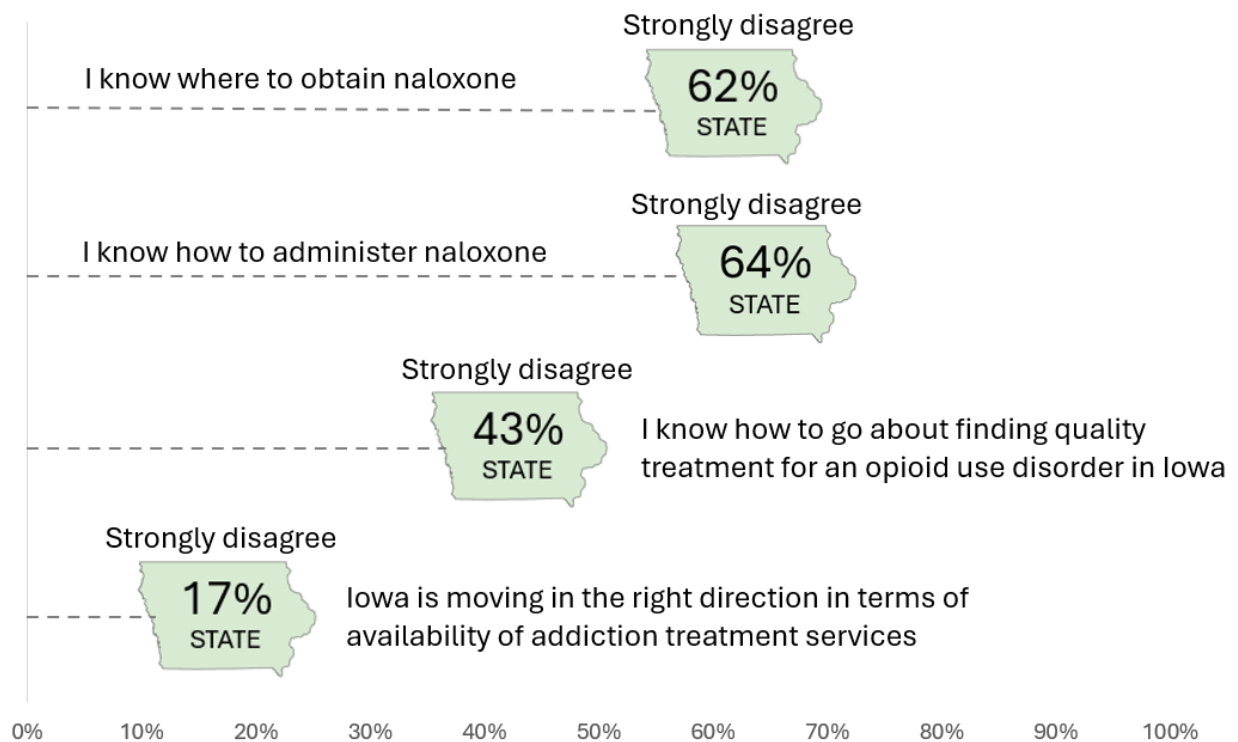 Strongly disagree
I know where to obtain naloxone
62%
STATE
Strongly disagree
I know how to administer naloxone
64%
STATE
Strongly disagree
43%
STATE
I know how to go about finding quality
treatment for an opioid use disorder in Iowa
Strongly disagree
17%
STATE
Iowa is moving in the right direction in terms of
availability of addiction treatment services
0% 10% 20% 30% 40% 50% 60% 70% 80% 90% 100%